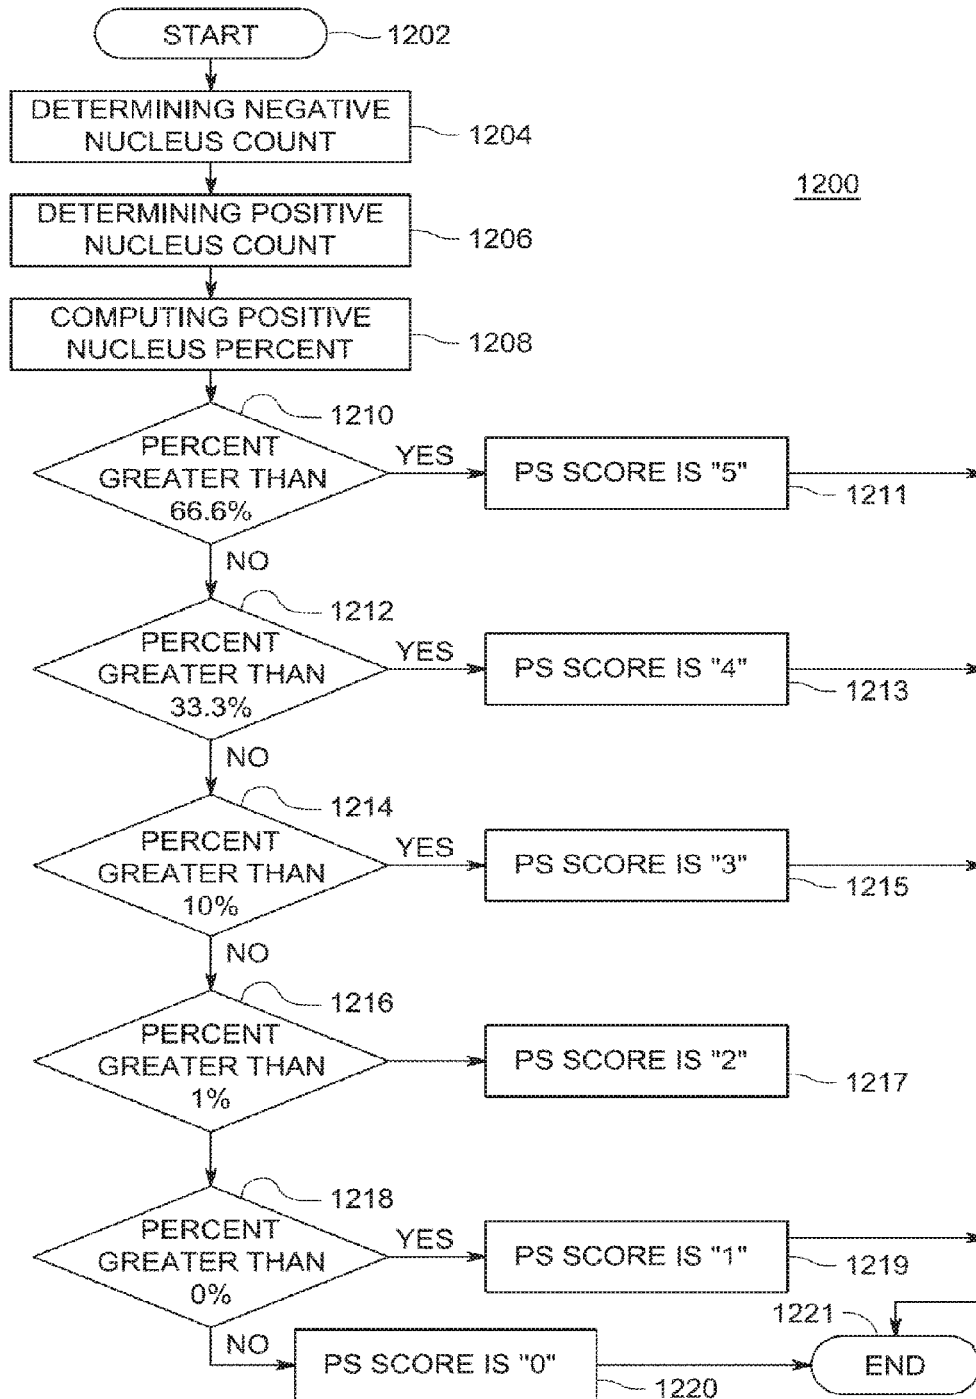 START
1202
DETERMINING NEGATIVE
NUCLEUS COUNT
1204
1200
DETERMINING POSITIVE
NUCLEUS COUNT
1206
COMPUTING POSITIVE
NUCLEUS PERCENT
1208
1210
PERCENT
GREATER THAN
66.6%
YES
PS SCORE IS "5"
1211
NO
1212
PERCENT
GREATER THAN
33.3%
YES
PS SCORE IS "4"
1213
NO
1214
PERCENT
GREATER THAN
10%
YES
PS SCORE IS "3"
1215
NO
1216
PERCENT
GREATER THAN
1%
PS SCORE IS "2"
1217
1218
PERCENT
GREATER THAN
0%
YES
PS SCORE IS "1"
1219
NO
PS SCORE IS "0"
1220
1221
END